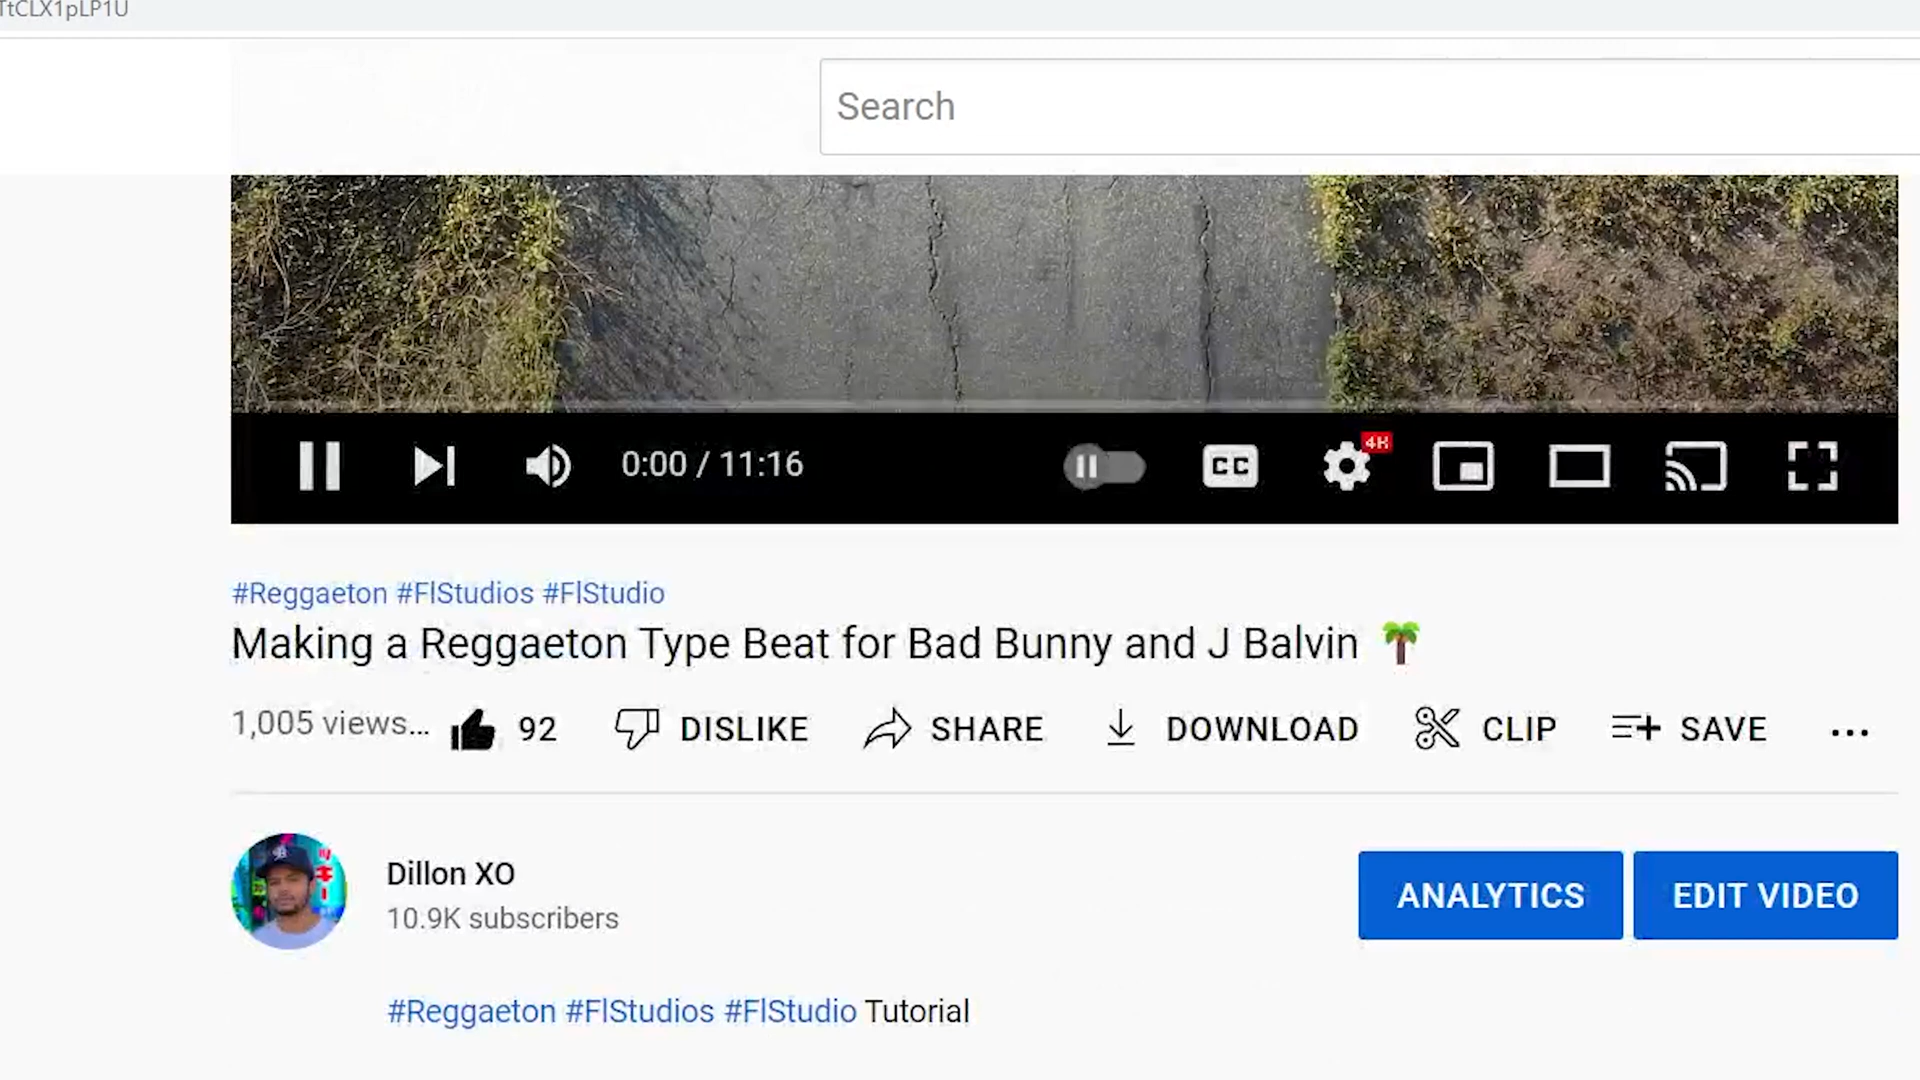 TtCLX1pLP1U
Search
0:00 / 11:16
CC
4K
#Reggaeton #FlStudios #FlStudio
Making a Reggaeton Type Beat for Bad Bunny and J Balvin 🌴
1,005 views... 92 DISLIKE SHARE DOWNLOAD CLIP SAVE ...
Dillon XO
10.9K subscribers
ANALYTICS EDIT VIDEO
#Reggaeton #FlStudios #FlStudio Tutorial